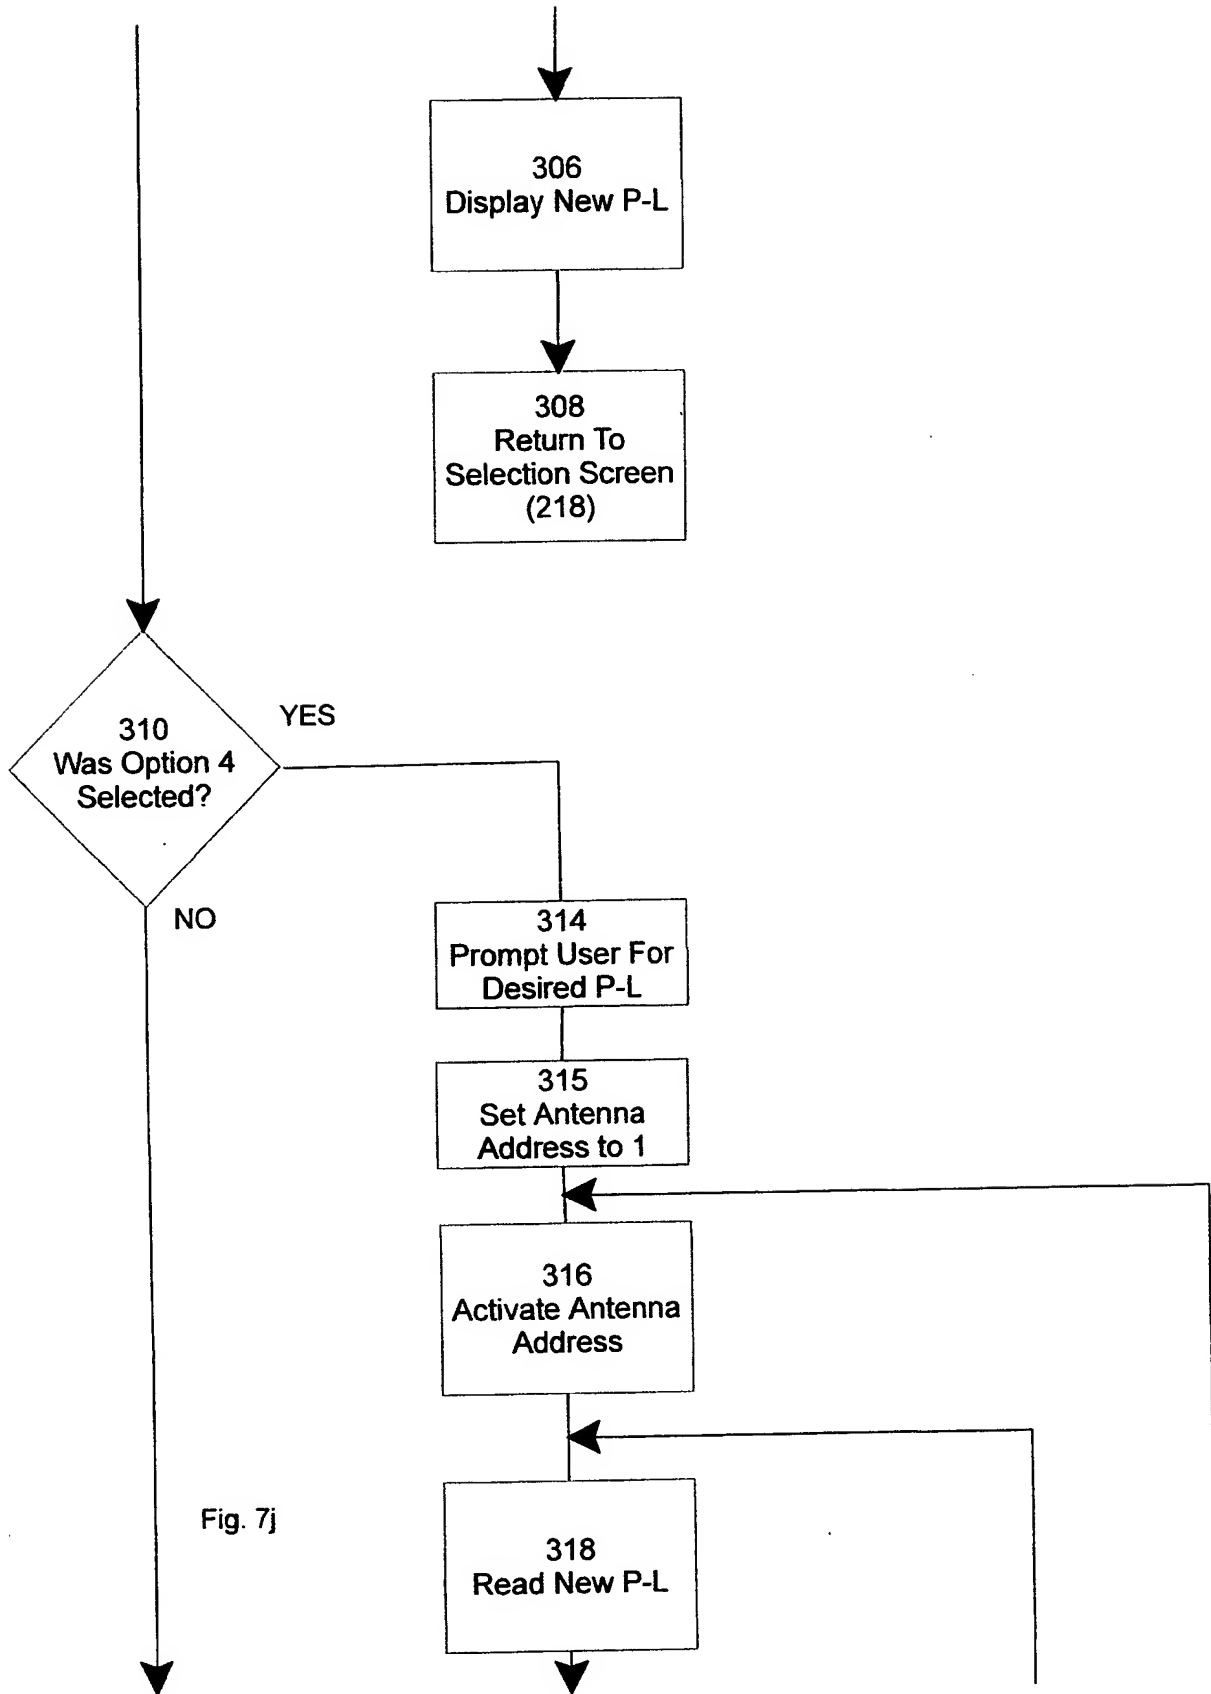 306
Display New P-L
308
Return To
Selection Screen
(218)
310
Was Option 4
Selected?
YES
NO
314
Prompt User For
Desired P-L
315
Set Antenna
Address to 1
316
Activate Antenna
Address
318
Read New P-L
Fig. 7j